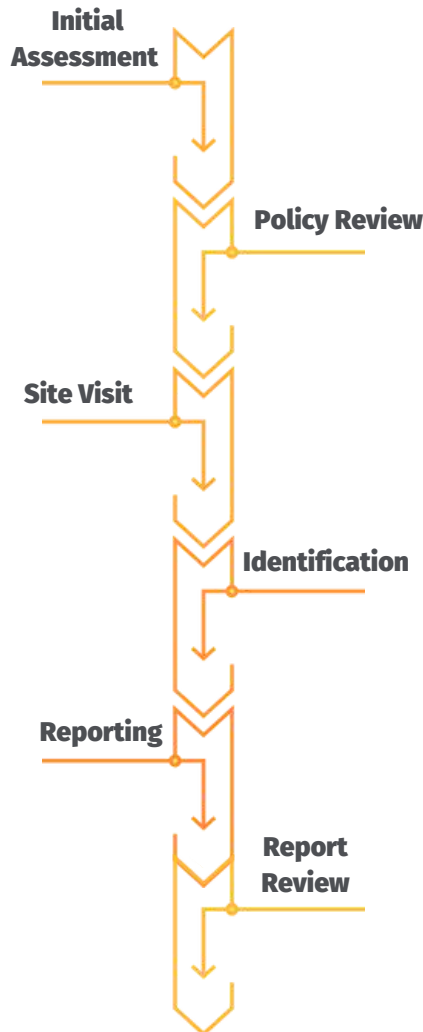 Initial
Assessment
Policy Review
Site Visit
Identification
Reporting
Report
Review